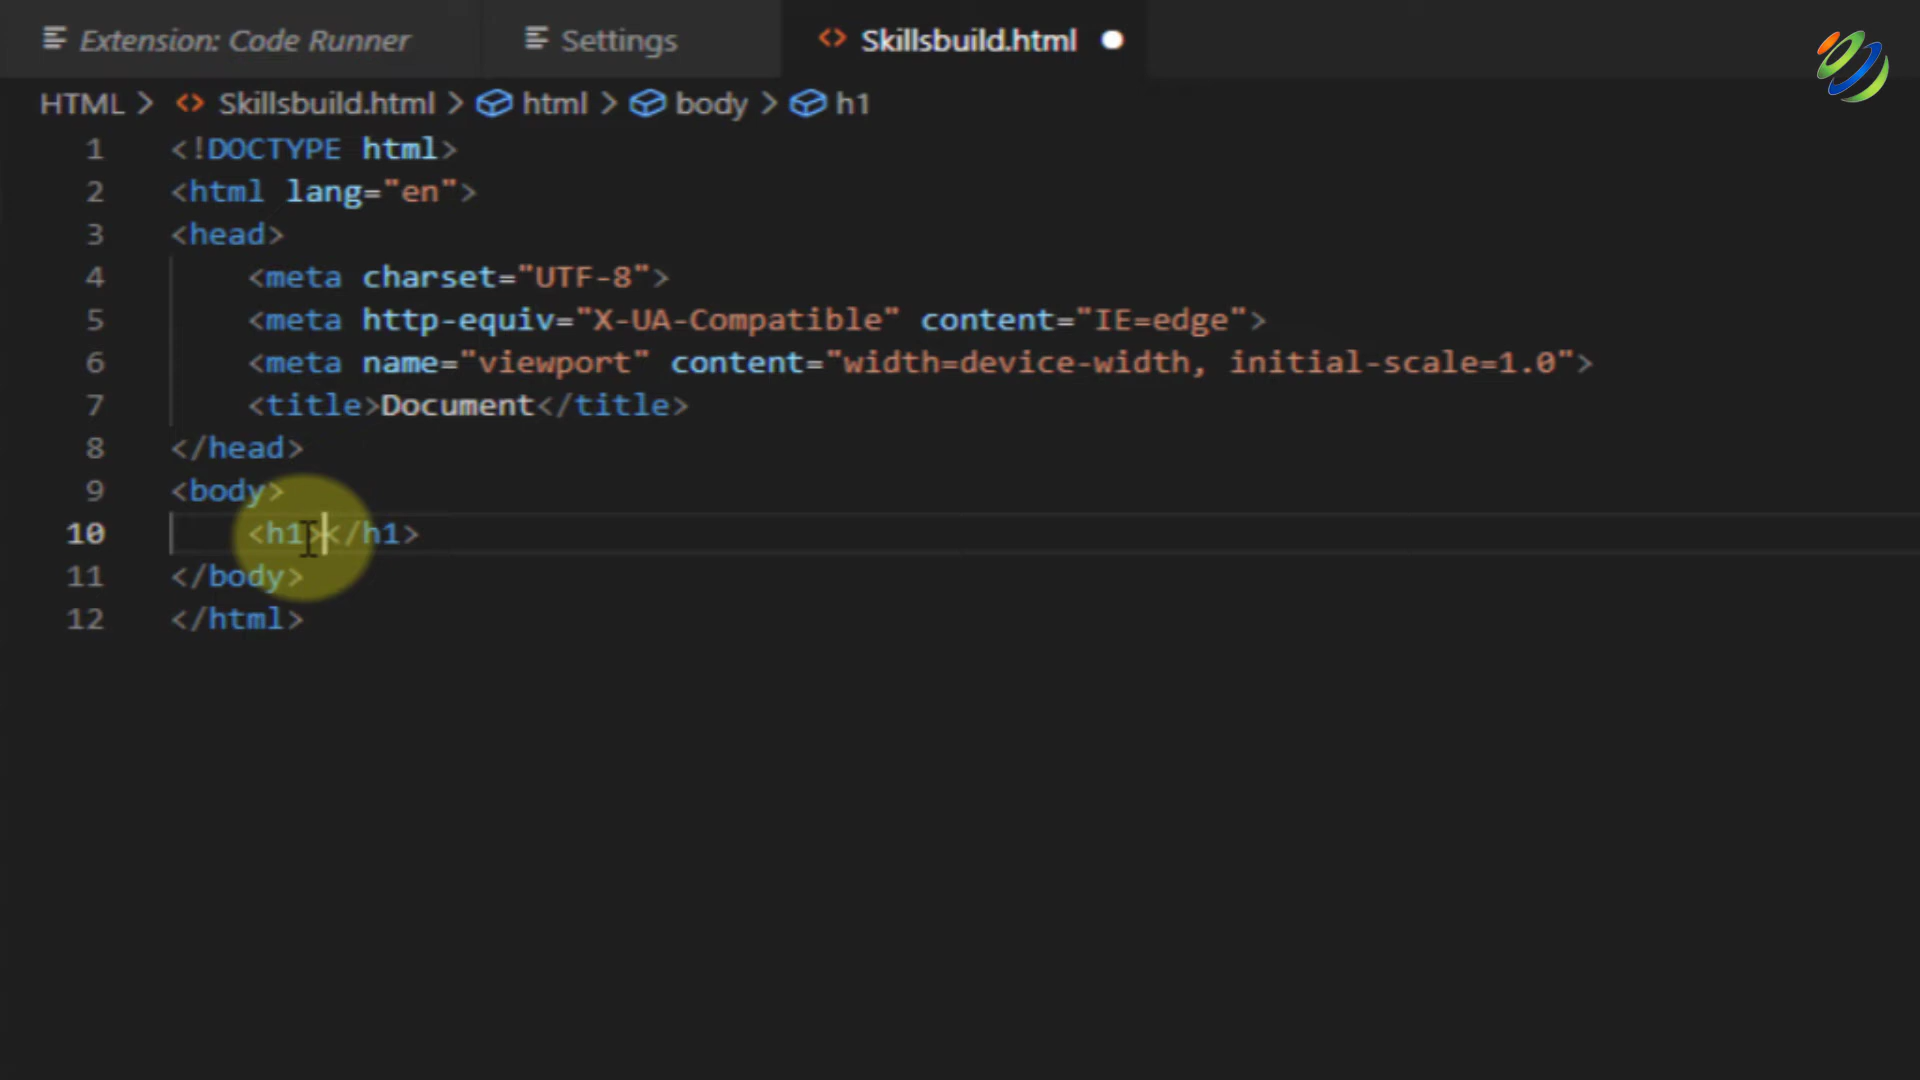 Extension: Code Runner Settings Skillsbuild.html
HTML > Skillsbuild.html > html > body > h1
1 <!DOCTYPE html>
2 <html lang="en">
3 <head>
4 <meta charset="UTF-8">
5 <meta http-equiv="X-UA-Compatible" content="IE=edge">
6 <meta name="viewport" content="width=device-width, initial-scale=1.0">
7 <title>Document</title>
8 </head>
9 <body>
10 <h1></h1>
11 </body>
12 </html>